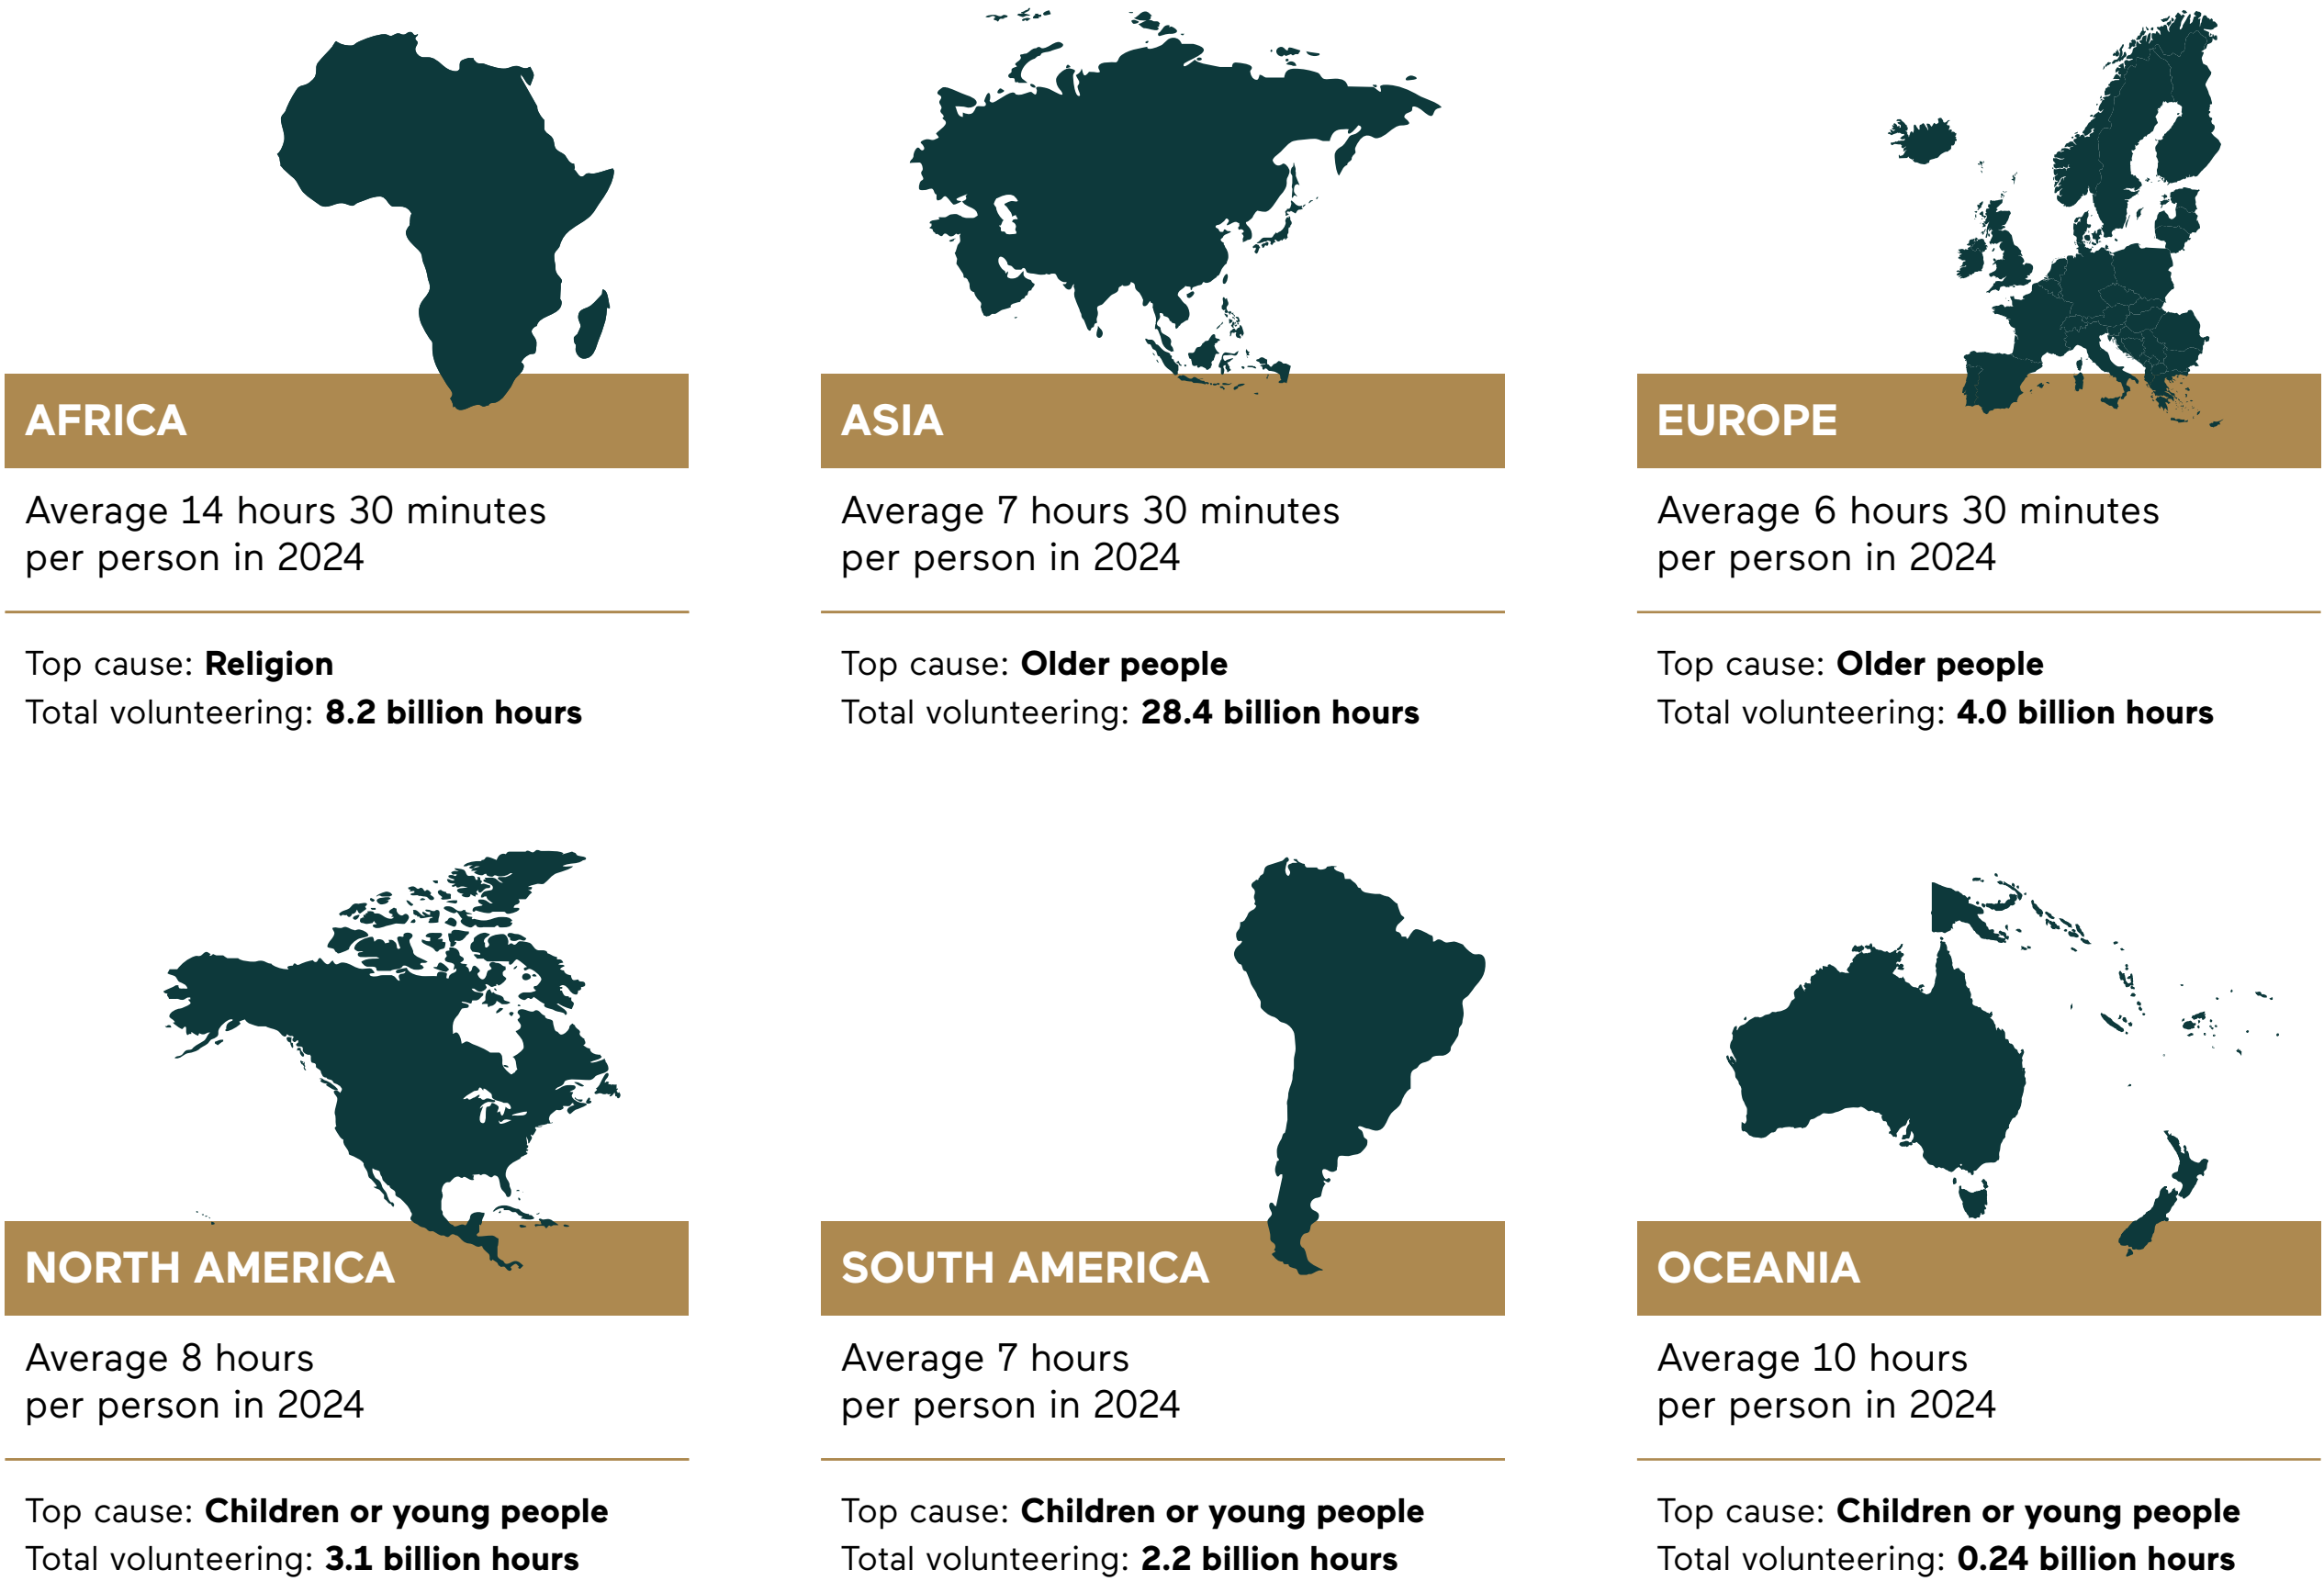 AFRICA
Average 14 hours 30 minutes
per person in 2024
Top cause: Religion
Total volunteering: 8.2 billion hours
ASIA
Average 7 hours 30 minutes
per person in 2024
Top cause: Older people
Total volunteering: 28.4 billion hours
EUROPE
Average 6 hours 30 minutes
per person in 2024
Top cause: Older people
Total volunteering: 4.0 billion hours
NORTH AMERICA
Average 8 hours
per person in 2024
Top cause: Children or young people
Total volunteering: 3.1 billion hours
SOUTH AMERICA
Average 7 hours
per person in 2024
Top cause: Children or young people
Total volunteering: 2.2 billion hours
OCEANIA
Average 10 hours
per person in 2024
Top cause: Children or young people
Total volunteering: 0.24 billion hours